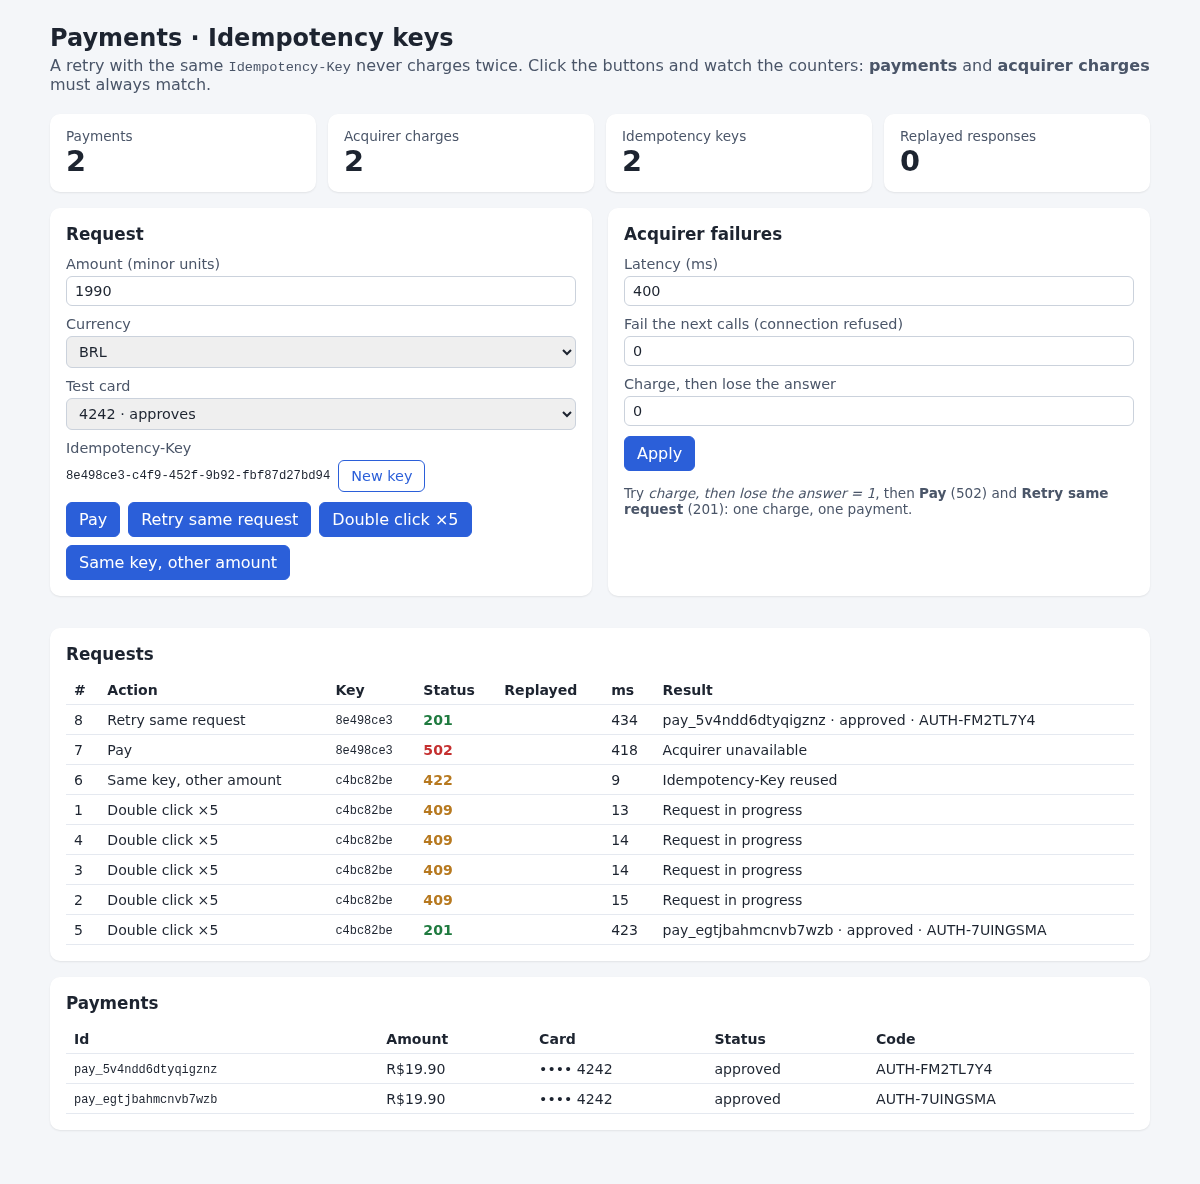 Payments · Idempotency keys
A retry with the same Idempotency-Key never charges twice. Click the buttons and watch the counters: payments and acquirer charges
must always match.
Payments
2
Acquirer charges
2
Idempotency keys
2
Replayed responses
0
Request
Amount (minor units)
1990
Currency
BRL
Test card
4242 · approves
Idempotency-Key
8e498ce3-c4f9-452f-9b92-fbf87d27bd94 New key
Pay Retry same request Double click ×5
Same key, other amount
Acquirer failures
Latency (ms)
400
Fail the next calls (connection refused)
0
Charge, then lose the answer
0
Apply
Try charge, then lose the answer = 1, then Pay (502) and Retry same
request (201): one charge, one payment.
Requests
# Action Key Status Replayed ms Result
8 Retry same request 8e498ce3 201 434 pay_5v4ndd6dtyqigznz · approved · AUTH-FM2TL7Y4
7 Pay 8e498ce3 502 418 Acquirer unavailable
6 Same key, other amount c4bc82be 422 9 Idempotency-Key reused
1 Double click ×5 c4bc82be 409 13 Request in progress
4 Double click ×5 c4bc82be 409 14 Request in progress
3 Double click ×5 c4bc82be 409 14 Request in progress
2 Double click ×5 c4bc82be 409 15 Request in progress
5 Double click ×5 c4bc82be 201 423 pay_egtjbahmcnvb7wzb · approved · AUTH-7UINGSMA
Payments
Id Amount Card Status Code
pay_5v4ndd6dtyqigznz R$19.90 •••• 4242 approved AUTH-FM2TL7Y4
pay_egtjbahmcnvb7wzb R$19.90 •••• 4242 approved AUTH-7UINGSMA